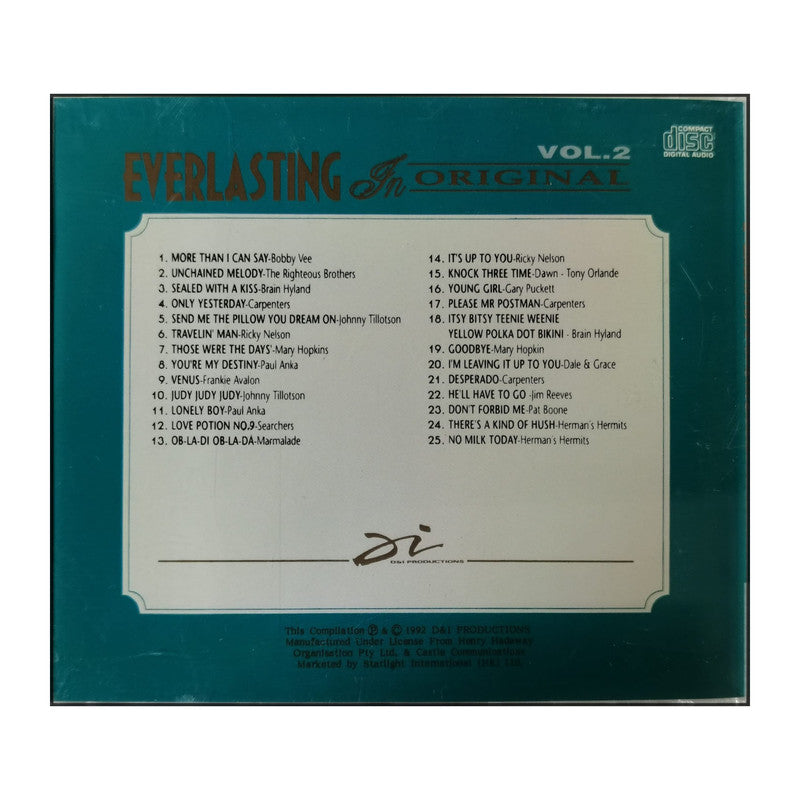 VOL.2
COMPACT
disc
DIGITAL AUDIO
EVERLASTING In ORIGINAL
1. MORE THAN I CAN SAY-Bobby Vee
2. UNCHAINED MELODY-The Righteous Brothers
3. SEALED WITH A KISS-Brain Hyland
4. ONLY YESTERDAY-Carpenters
5. SEND ME THE PILLOW YOU DREAM ON-Johnny Tillotson
6. TRAVELIN' MAN-Ricky Nelson
7. THOSE WERE THE DAYS'-Mary Hopkins
8. YOU'RE MY DESTINY-Paul Anka
9. VENUS-Frankie Avalon
10. JUDY JUDY JUDY-Johnny Tillotson
11. LONELY BOY-Paul Anka
12. LOVE POTION NO.9-Searchers
13. OB-LA-DI OB-LA-DA-Marmalade
14. IT'S UP TO YOU-Ricky Nelson
15. KNOCK THREE TIME-Dawn - Tony Orlande
16. YOUNG GIRL-Gary Puckett
17. PLEASE MR POSTMAN-Carpenters
18. ITSY BITSY TEENIE WEENIE
YELLOW POLKA DOT BIKINI - Brain Hyland
19. GOODBYE-Mary Hopkin
20. I'M LEAVING IT UP TO YOU-Dale & Grace
21. DESPERADO-Carpenters
22. HE'LL HAVE TO GO -Jim Reeves
23. DON'T FORBID ME-Pat Boone
24. THERE'S A KIND OF HUSH-Herman's Hermits
25. NO MILK TODAY-Herman's Hermits
D&I PRODUCTIONS
This Compilation Ⓟ & © 1992 D&I PRODUCTIONS
Manufactured Under License From Henry Hadaway
Organisation Pty Ltd. & Castle Communications
Marketed by Starlight International (HK) Ltd.